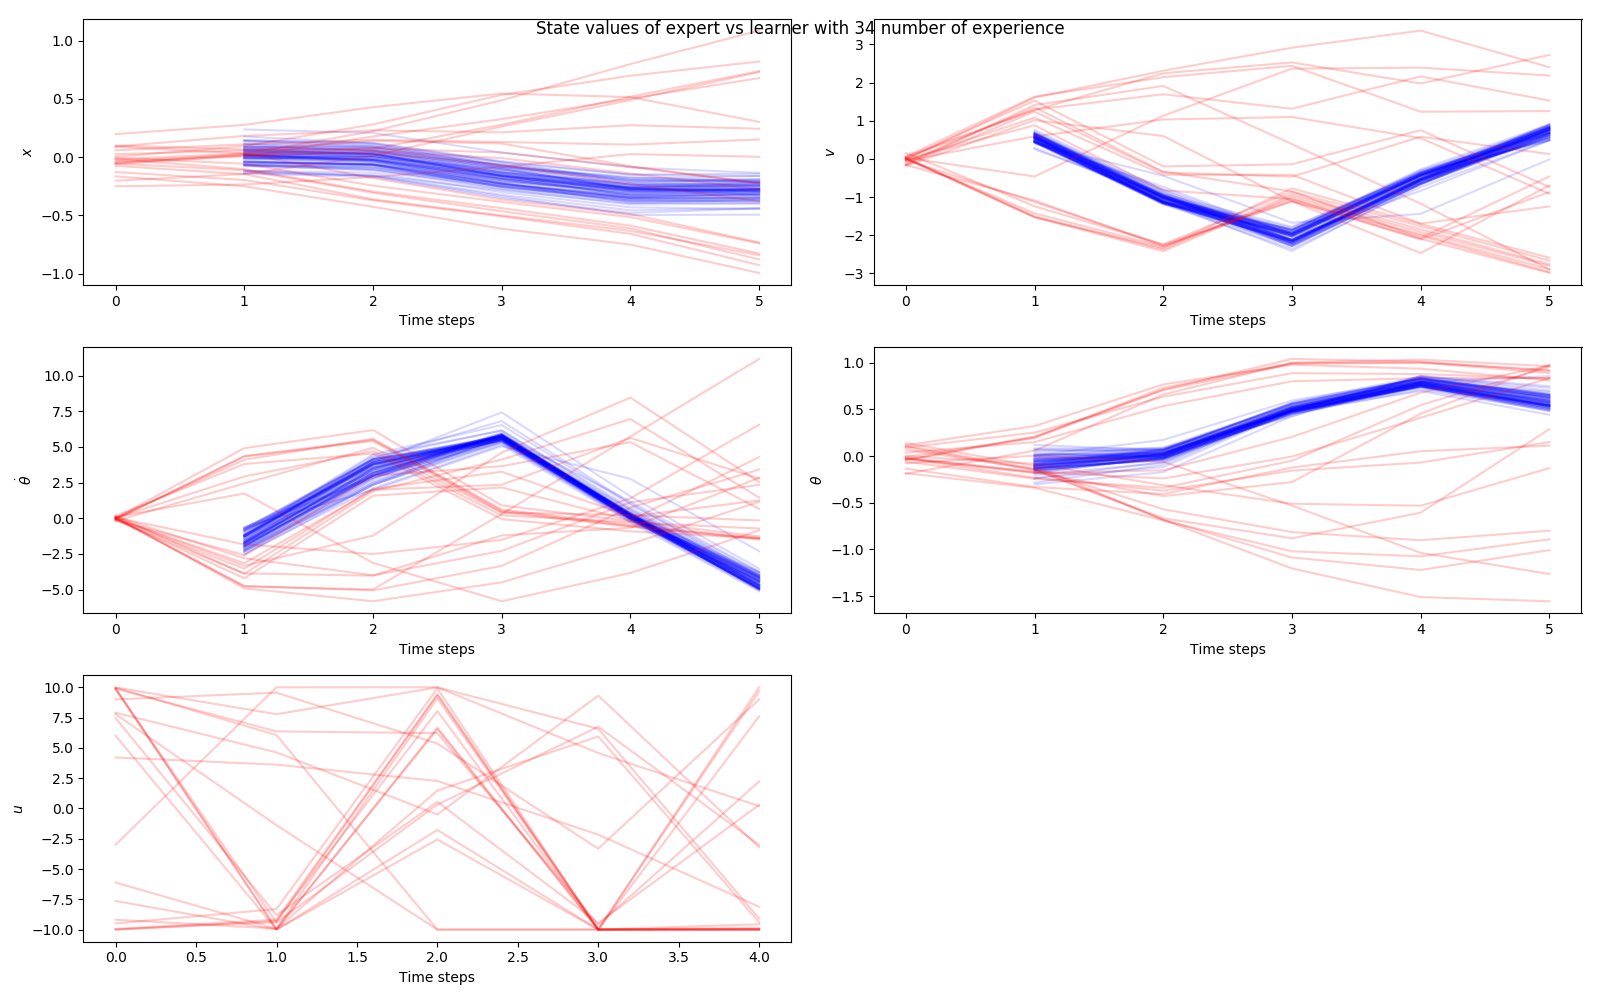 State values of expert vs learner with 34 number of experience
1.0
0.5
0.0
−0.5
−1.0
x
0 1 2 3 4 5
Time steps
3
2
1
0
−1
−2
−3
v
0 1 2 3 4 5
Time steps
10.0
7.5
5.0
2.5
0.0
−2.5
−5.0
θ̇
0 1 2 3 4 5
Time steps
1.0
0.5
0.0
−0.5
−1.0
−1.5
θ
0 1 2 3 4 5
Time steps
10.0
7.5
5.0
2.5
0.0
−2.5
−5.0
−7.5
−10.0
u
0.0 0.5 1.0 1.5 2.0 2.5 3.0 3.5 4.0
Time steps